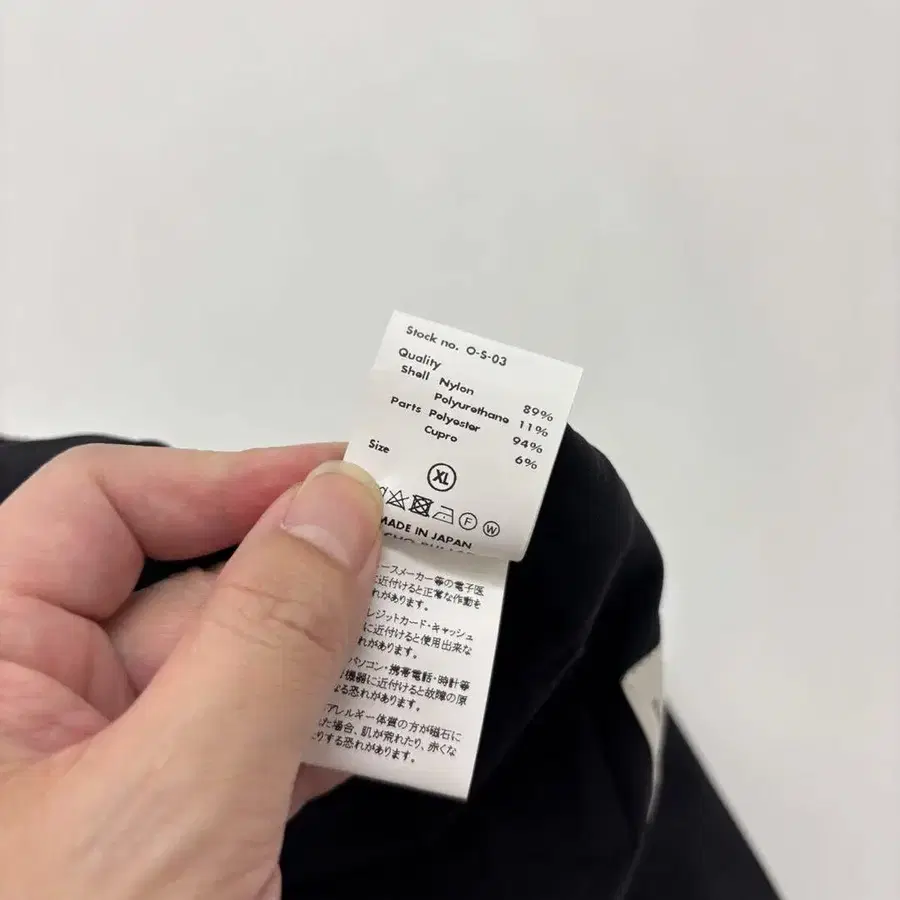 Stock no. O-S-03
Quality
Shell Nylon 89%
Polyurethane 11%
Parts Polyester 94%
Cupro 6%
Size
XL
F W
MADE IN JAPAN
ースメーカー等の電子医
に近付けると正常な作動を
れがあります。
レジットカード・キャッシュ
に近付けると使用出来な
れがあります。
パソコン・携帯電話・時計等
機器に近付けると故障の原
なる恐れがあります。
アレルギー体質の方が磁石に
た場合、肌が荒れたり、赤くな
たりする恐れがあります。